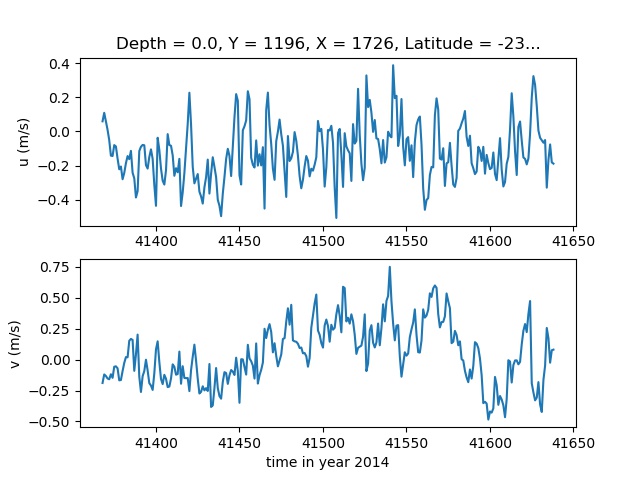 Depth = 0.0, Y = 1196, X = 1726, Latitude = -23...
0.4
0.2
0.0
−0.2
−0.4
u (m/s)
41400 41450 41500 41550 41600 41650
0.75
0.50
0.25
0.00
−0.25
−0.50
v (m/s)
41400 41450 41500 41550 41600 41650
time in year 2014